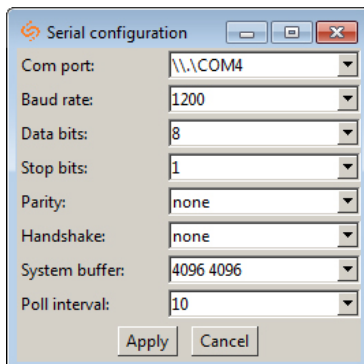 Serial configuration
Com port: \\.\COM4
Baud rate: 1200
Data bits: 8
Stop bits: 1
Parity: none
Handshake: none
System buffer: 4096 4096
Poll interval: 10
Apply Cancel